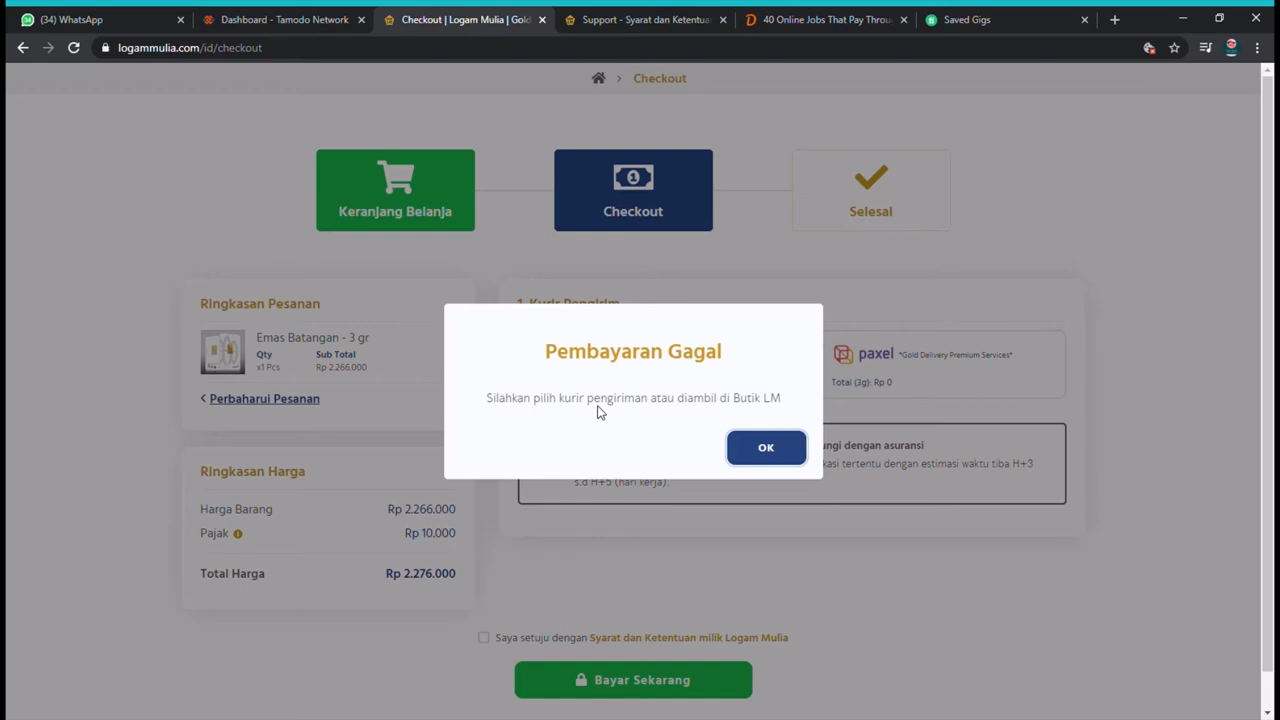 (34) WhatsApp
Dashboard - Tamodo Network
Checkout | Logam Mulia | Gold
Support - Syarat dan Ketentuan
40 Online Jobs That Pay Throu
Saved Gigs
logammulia.com/id/checkout
Checkout
Keranjang Belanja
Checkout
Selesai
Ringkasan Pesanan
Emas Batangan - 3 gr
Qty Sub Total
x1 Pcs Rp 2.266.000
Perbaharui Pesanan
Ringkasan Harga
Harga Barang Rp 2.266.000
Pajak Rp 10.000
Total Harga Rp 2.276.000
1. Kurir Pengirim
paxel *Gold Delivery Premium Services*
Total (3g): Rp 0
ungi dengan asuransi
kasi tertentu dengan estimasi waktu tiba H+3
s.d H+5 (hari kerja).
Pembayaran Gagal
Silahkan pilih kurir pengiriman atau diambil di Butik LM
OK
Saya setuju dengan Syarat dan Ketentuan milik Logam Mulia
Bayar Sekarang